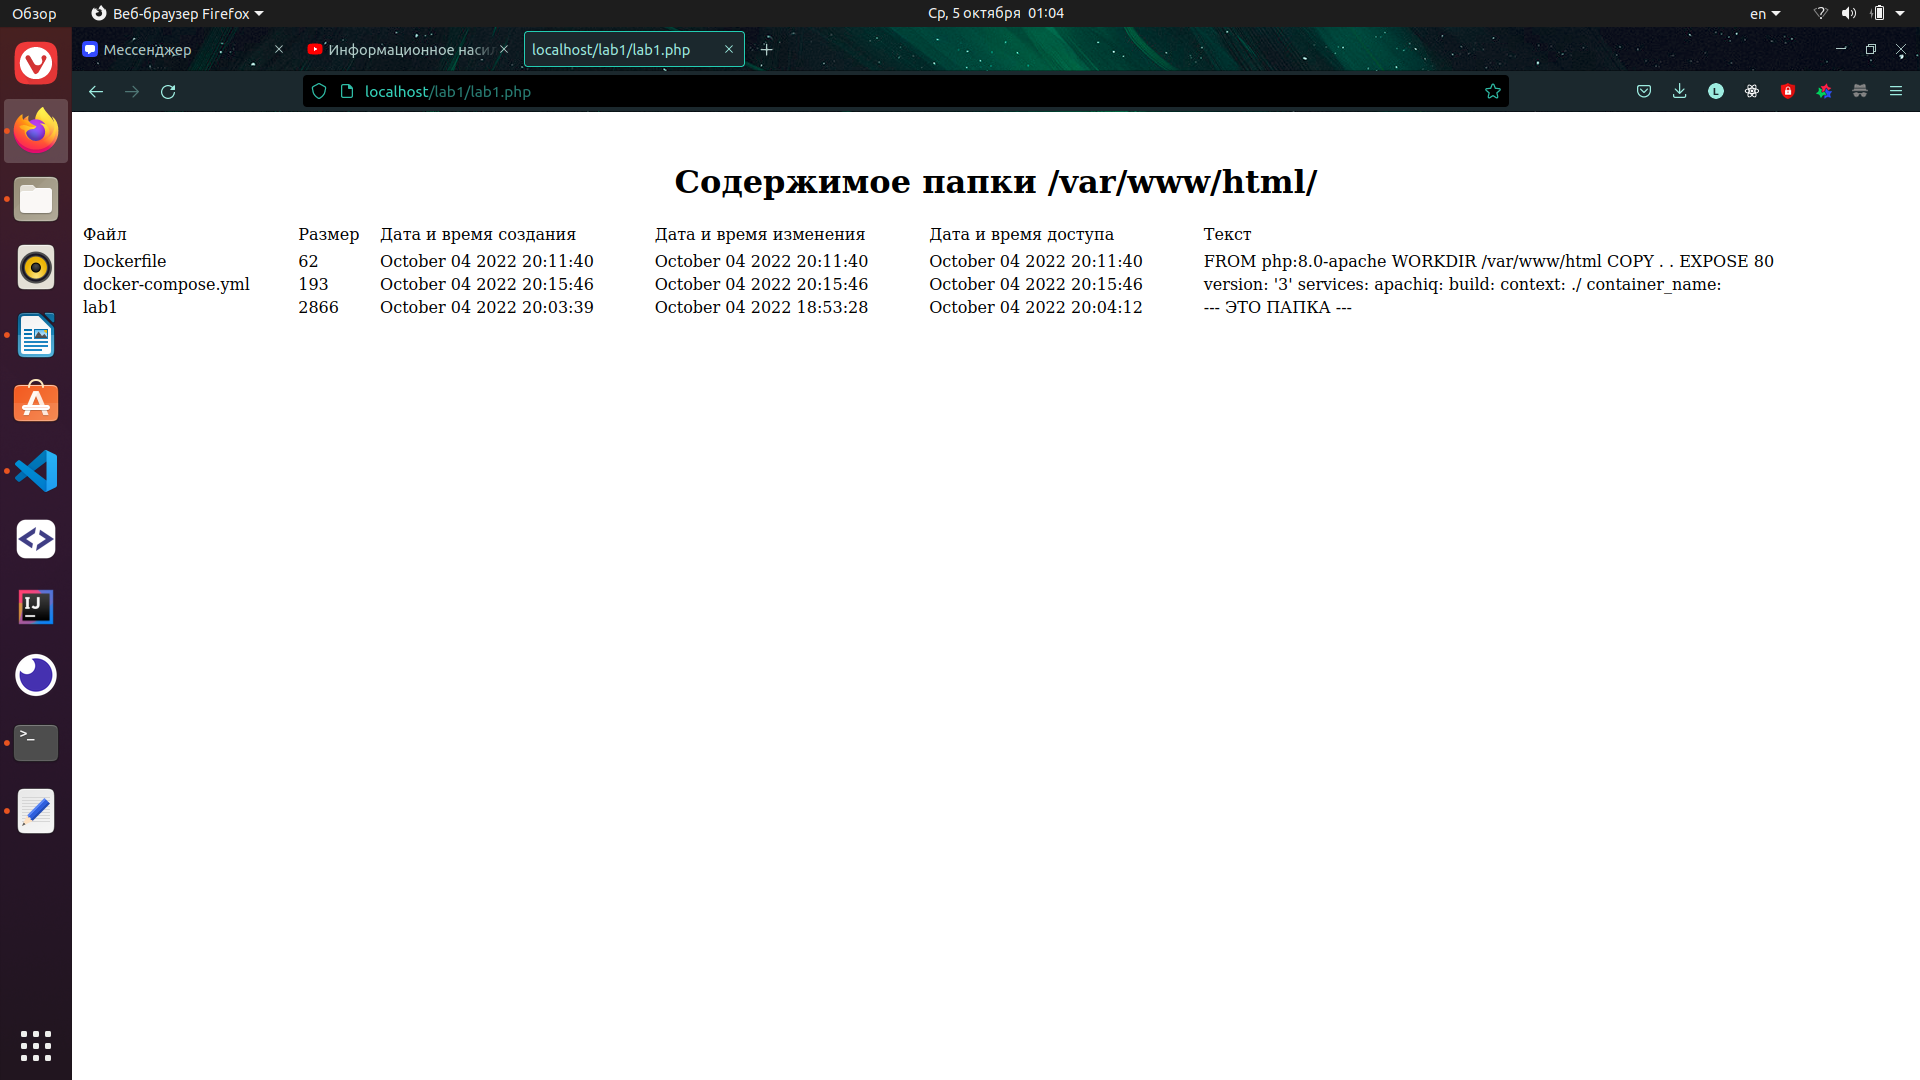 Обзор
Веб-браузер Firefox
Ср, 5 октября 01:04
en
Мессенджер
Информационное наси
localhost/lab1/lab1.php
localhost/lab1/lab1.php
L
Содержимое папки /var/www/html/
Файл Размер Дата и время создания Дата и время изменения Дата и время доступа Текст
Dockerfile 62 October 04 2022 20:11:40 October 04 2022 20:11:40 October 04 2022 20:11:40 FROM php:8.0-apache WORKDIR /var/www/html COPY . . EXPOSE 80
docker-compose.yml 193 October 04 2022 20:15:46 October 04 2022 20:15:46 October 04 2022 20:15:46 version: '3' services: apachiq: build: context: ./ container_name:
lab1 2866 October 04 2022 20:03:39 October 04 2022 18:53:28 October 04 2022 20:04:12 --- ЭТО ПАПКА ---
IJ
>_